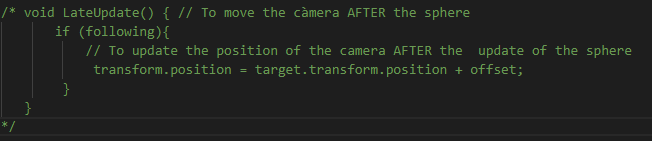 /* void LateUpdate() { // To move the càmera AFTER the sphere
if (following){
// To update the position of the camera AFTER the  update of the sphere
transform.position = target.transform.position + offset;
}
}
*/